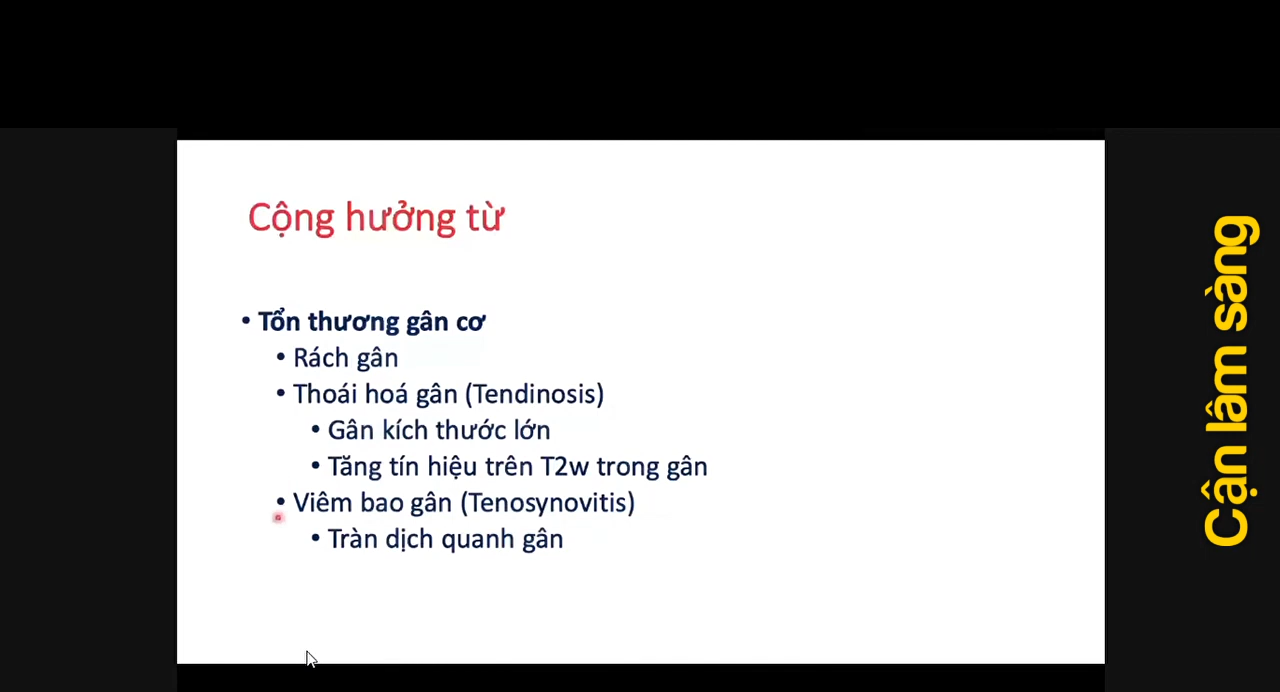 Cộng hưởng từ
• Tổn thương gân cơ
• Rách gân
• Thoái hoá gân (Tendinosis)
• Gân kích thước lớn
• Tăng tín hiệu trên T2w trong gân
• Viêm bao gân (Tenosynovitis)
• Tràn dịch quanh gân
Cận lâm sàng